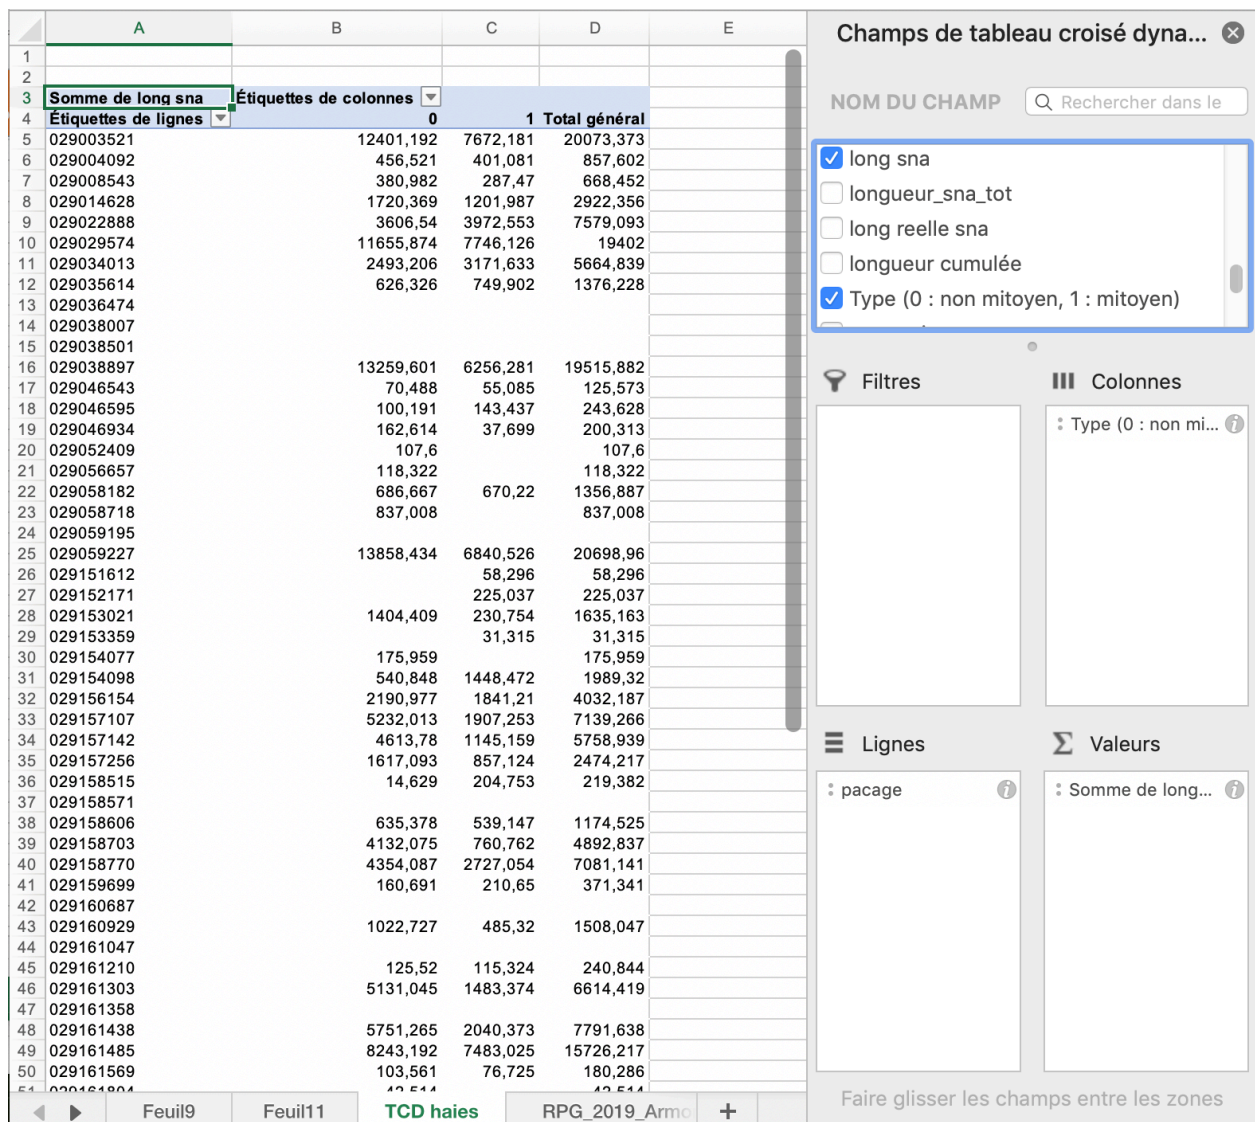 A B C D E
1
2
3 Somme de long sna Étiquettes de colonnes
4 Étiquettes de lignes 0 1 Total général
5 029003521 12401,192 7672,181 20073,373
6 029004092 456,521 401,081 857,602
7 029008543 380,982 287,47 668,452
8 029014628 1720,369 1201,987 2922,356
9 029022888 3606,54 3972,553 7579,093
10 029029574 11655,874 7746,126 19402
11 029034013 2493,206 3171,633 5664,839
12 029035614 626,326 749,902 1376,228
13 029036474
14 029038007
15 029038501
16 029038897 13259,601 6256,281 19515,882
17 029046543 70,488 55,085 125,573
18 029046595 100,191 143,437 243,628
19 029046934 162,614 37,699 200,313
20 029052409 107,6 107,6
21 029056657 118,322 118,322
22 029058182 686,667 670,22 1356,887
23 029058718 837,008 837,008
24 029059195
25 029059227 13858,434 6840,526 20698,96
26 029151612 58,296 58,296
27 029152171 225,037 225,037
28 029153021 1404,409 230,754 1635,163
29 029153359 31,315 31,315
30 029154077 175,959 175,959
31 029154098 540,848 1448,472 1989,32
32 029156154 2190,977 1841,21 4032,187
33 029157107 5232,013 1907,253 7139,266
34 029157142 4613,78 1145,159 5758,939
35 029157256 1617,093 857,124 2474,217
36 029158515 14,629 204,753 219,382
37 029158571
38 029158606 635,378 539,147 1174,525
39 029158703 4132,075 760,762 4892,837
40 029158770 4354,087 2727,054 7081,141
41 029159699 160,691 210,65 371,341
42 029160687
43 029160929 1022,727 485,32 1508,047
44 029161047
45 029161210 125,52 115,324 240,844
46 029161303 5131,045 1483,374 6614,419
47 029161358
48 029161438 5751,265 2040,373 7791,638
49 029161485 8243,192 7483,025 15726,217
50 029161569 103,561 76,725 180,286
Feuil9 Feuil11 TCD haies RPG_2019_Armo +
Champs de tableau croisé dyna...
NOM DU CHAMP Rechercher dans le
long sna
longueur_sna_tot
long reelle sna
longueur cumulée
Type (0 : non mitoyen, 1 : mitoyen)
Filtres Colonnes
Type (0 : non mi...
Lignes Valeurs
pacage Somme de long...
Faire glisser les champs entre les zones